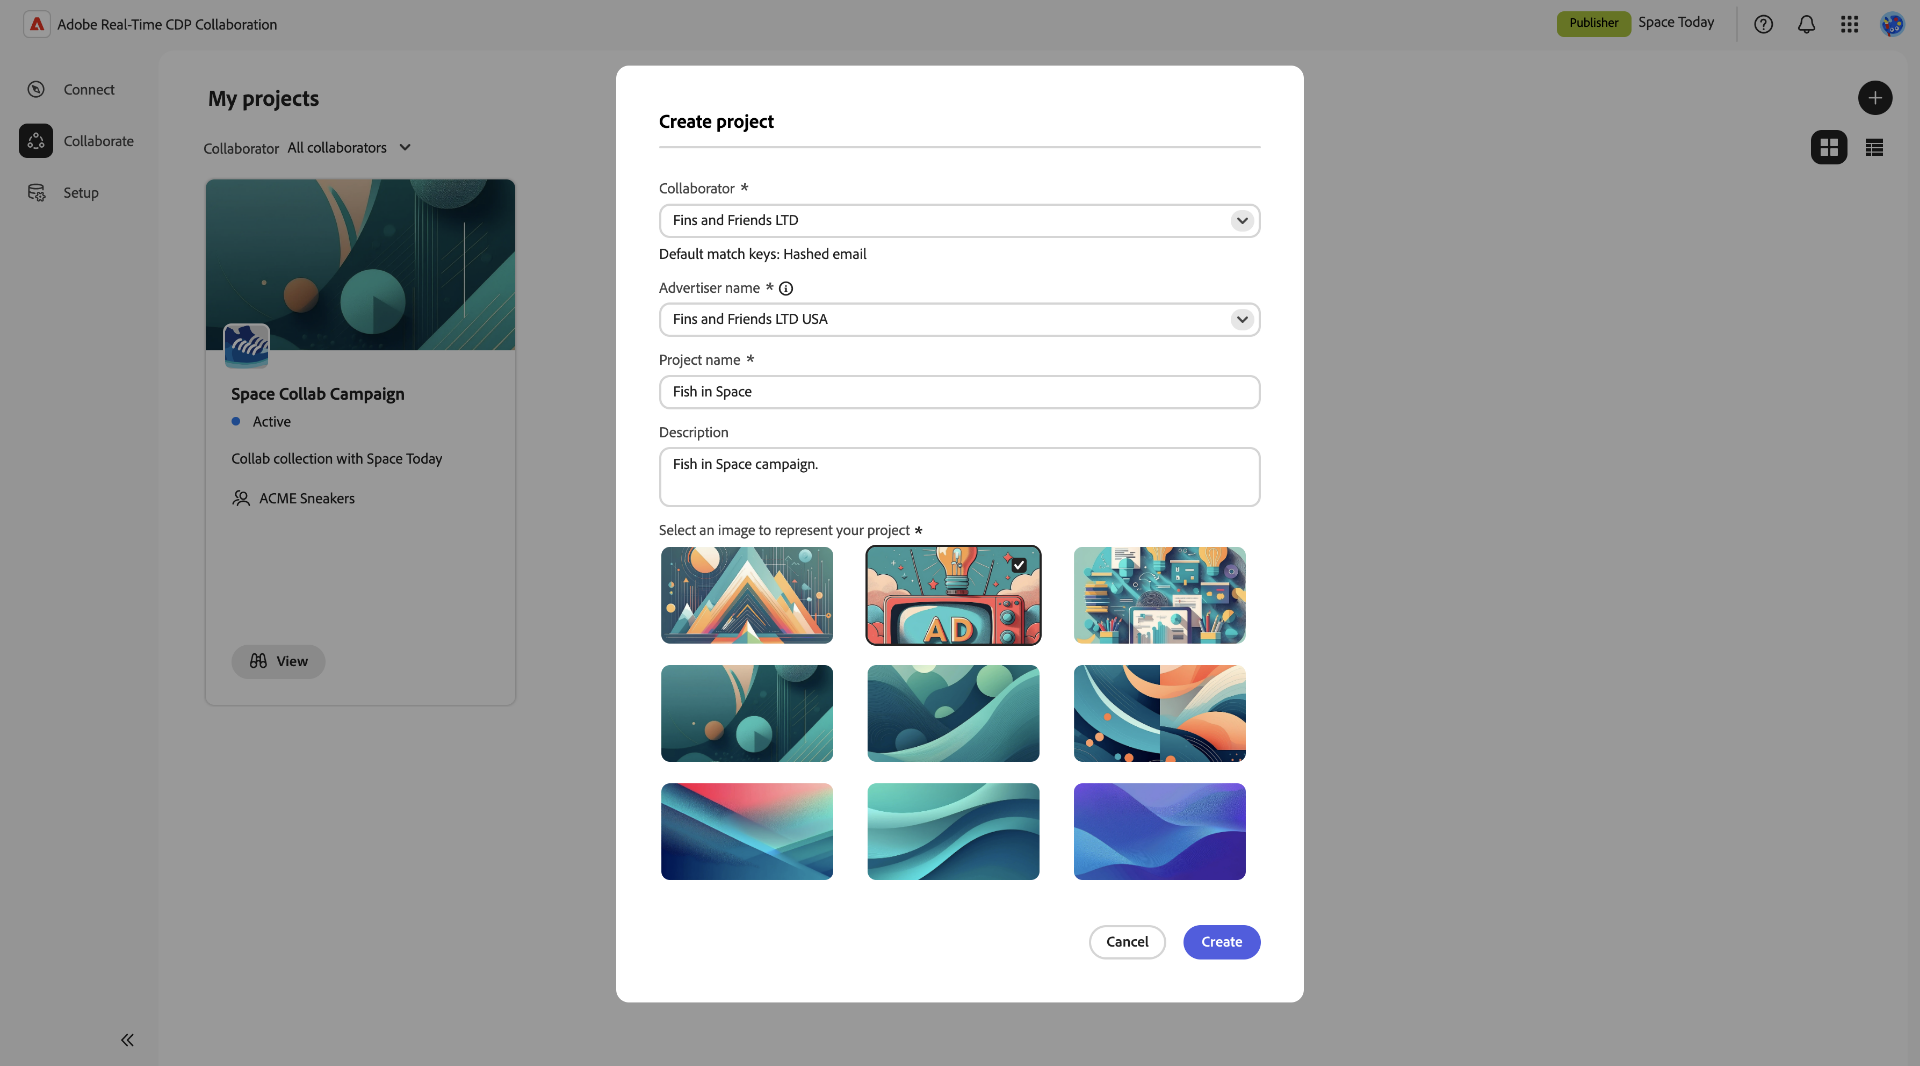 Adobe Real-Time CDP Collaboration
Publisher
Space Today
Connect
Collaborate
Setup
My projects
Collaborator All collaborators
Space Collab Campaign
Active
Collab collection with Space Today
ACME Sneakers
View
Create project
Collaborator *
Fins and Friends LTD
Default match keys: Hashed email
Advertiser name *
Fins and Friends LTD USA
Project name *
Fish in Space
Description
Fish in Space campaign.
Select an image to represent your project *
AD
Cancel
Create